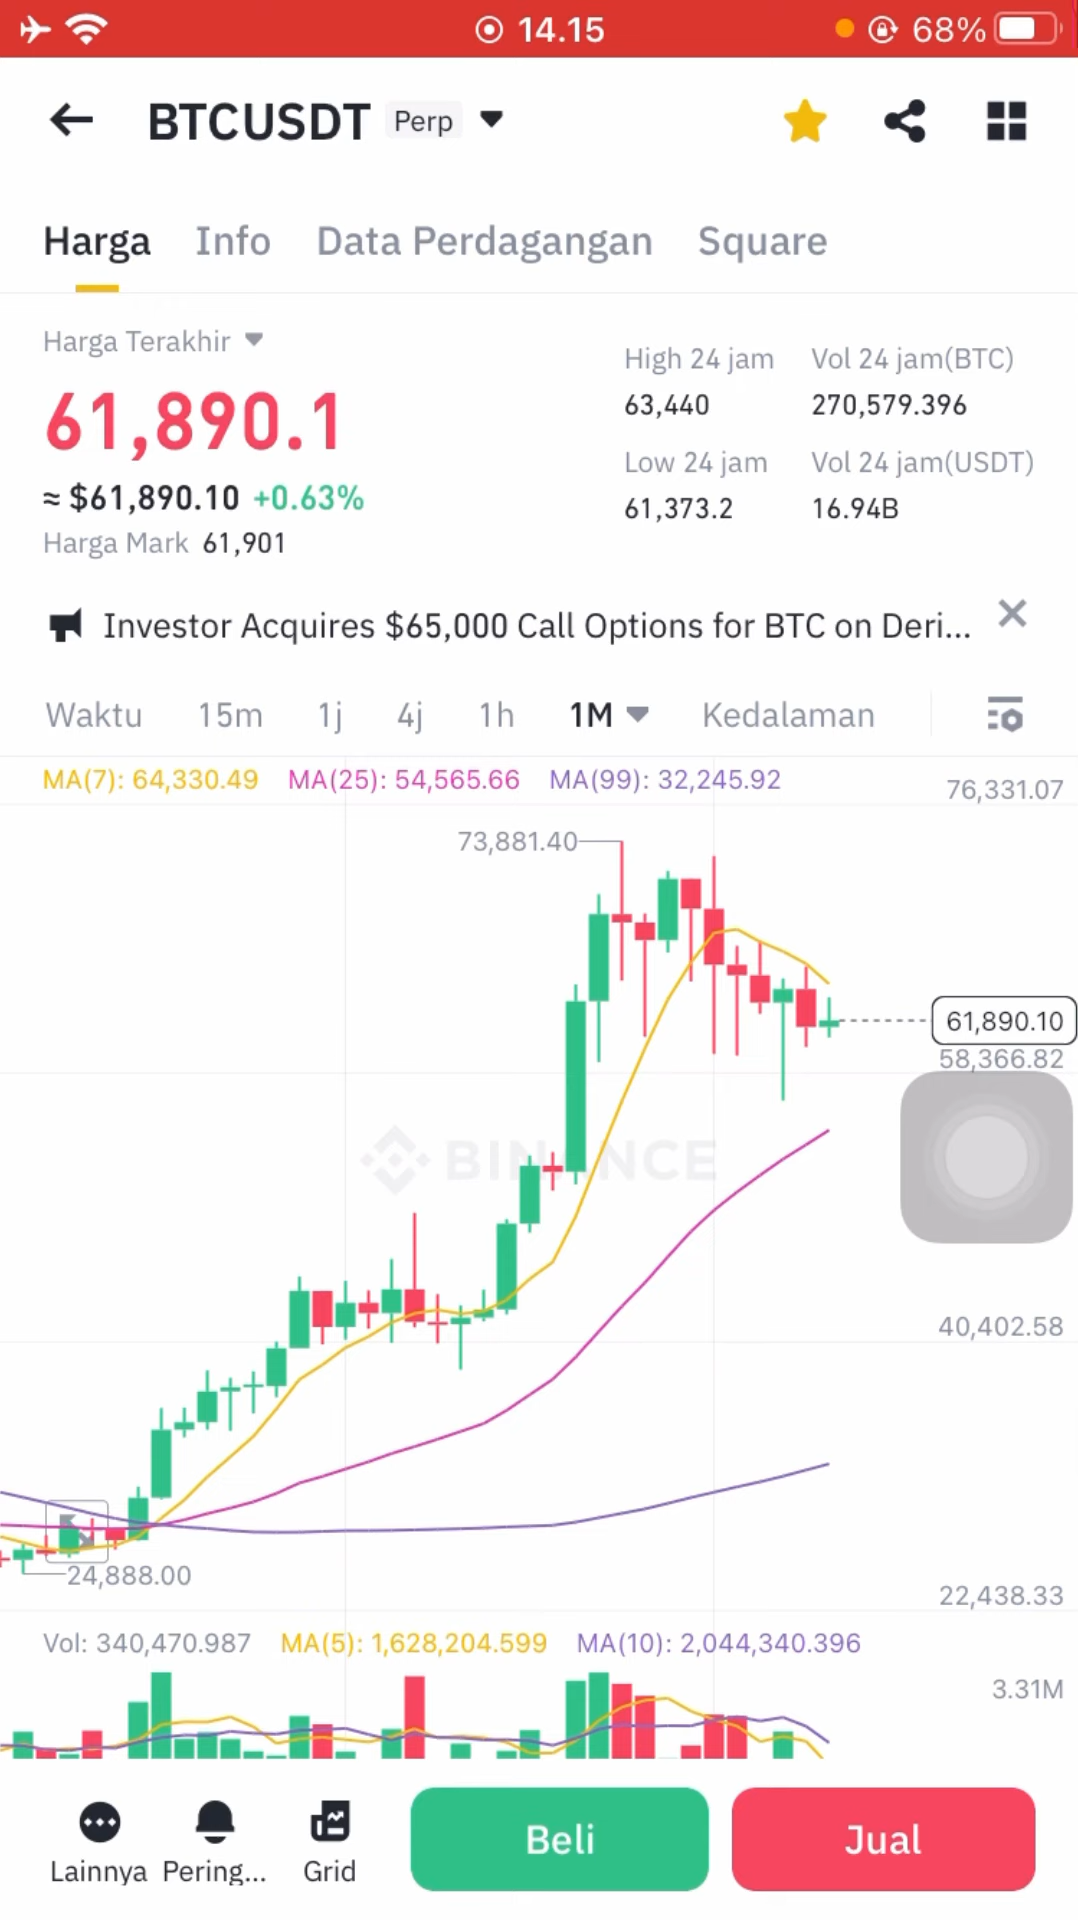 14.15
68%
BTCUSDT Perp
Harga Info Data Perdagangan Square
Harga Terakhir
61,890.1
≈ $61,890.10 +0.63%
Harga Mark 61,901
High 24 jam Vol 24 jam(BTC)
63,440 270,579.396
Low 24 jam Vol 24 jam(USDT)
61,373.2 16.94B
Investor Acquires $65,000 Call Options for BTC on Deri...
Waktu 15m 1j 4j 1h 1M Kedalaman
MA(7): 64,330.49 MA(25): 54,565.66 MA(99): 32,245.92
76,331.07
73,881.40
61,890.10
58,366.82
BINANCE
40,402.58
24,888.00
22,438.33
Vol: 340,470.987 MA(5): 1,628,204.599 MA(10): 2,044,340.396
3.31M
Lainnya Pering... Grid Beli Jual